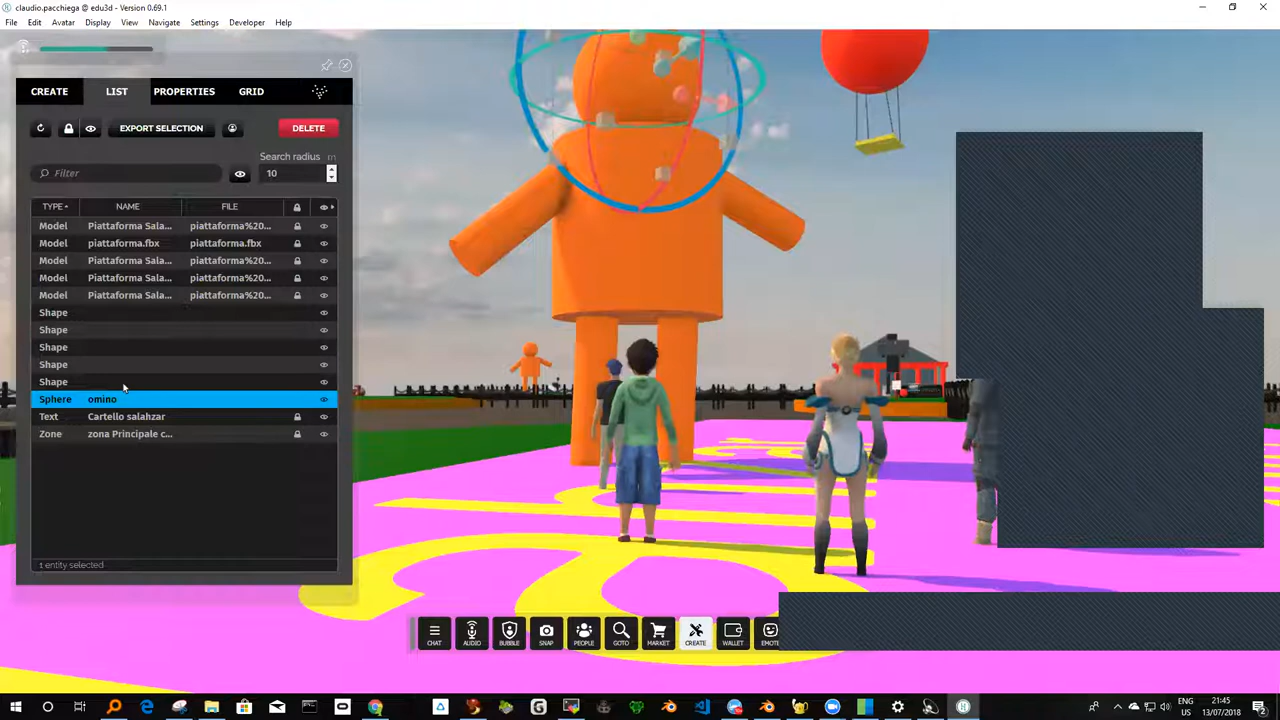 claudio.pacchiega @ edu3d - Version 0.69.1
File Edit Avatar Display View Navigate Settings Developer Help
CREATE LIST PROPERTIES GRID
EXPORT SELECTION DELETE
Search radius m
Filter 10
TYPE NAME FILE
Model Piattaforma Sala... piattaforma%20...
Model piattaforma.fbx piattaforma.fbx
Model Piattaforma Sala... piattaforma%20...
Model Piattaforma Sala... piattaforma%20...
Model Piattaforma Sala... piattaforma%20...
Shape
Shape
Shape
Shape
Shape
Sphere omino
Text Cartello salahzar
Zone zona Principale c...
1 entity selected
CHAT AUDIO BUBBLE SNAP PEOPLE GOTO MARKET CREATE WALLET EMOTE
ENG 21:45
US 13/07/2018